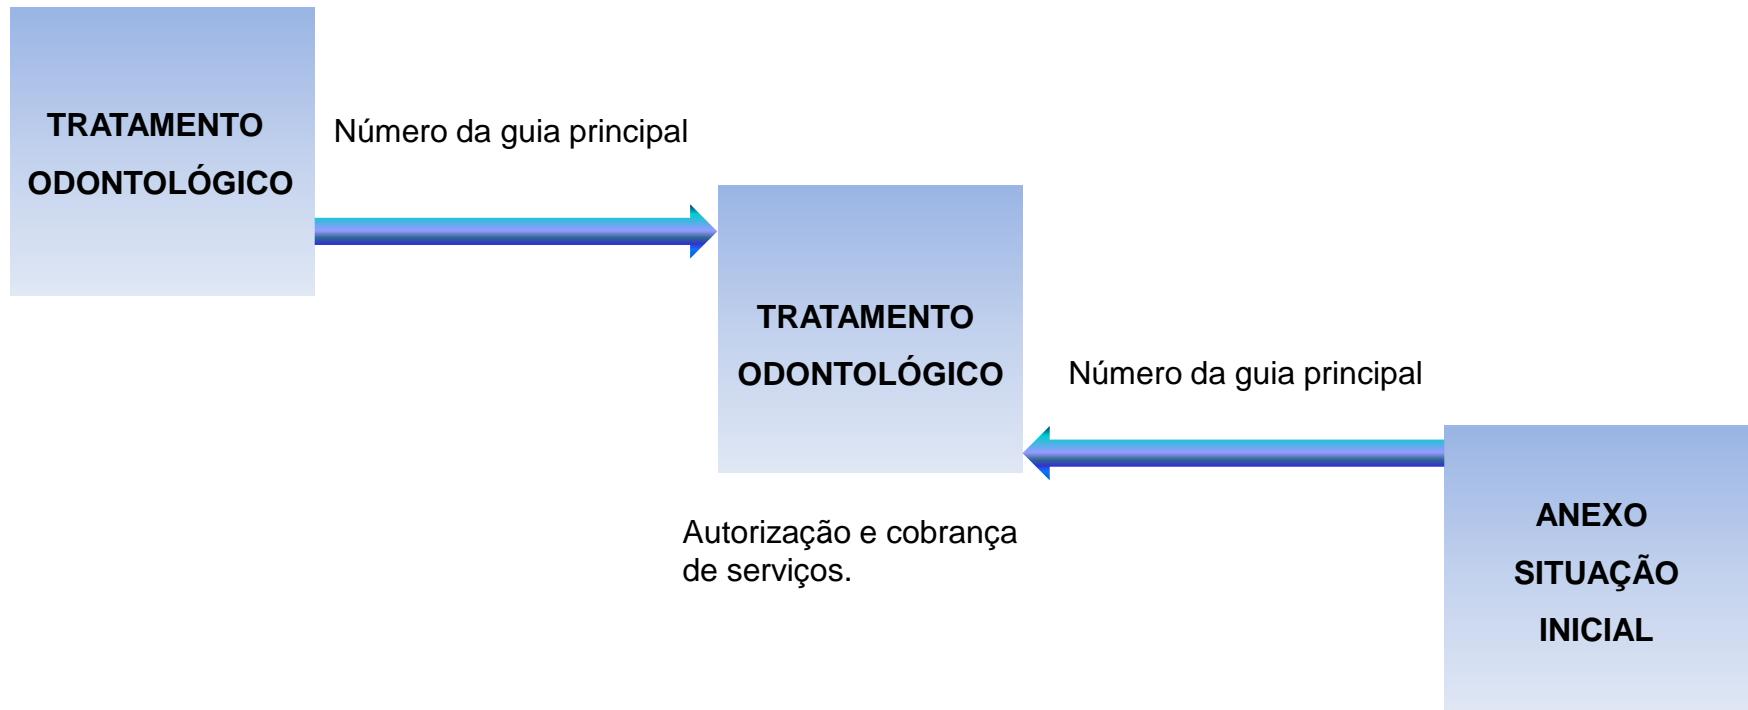 TRATAMENTO
ODONTOLÓGICO
Número da guia principal
TRATAMENTO
ODONTOLÓGICO
Número da guia principal
Autorização e cobrança
de serviços.
ANEXO
SITUAÇÃO
INICIAL